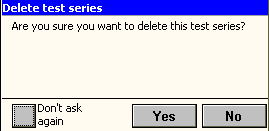 Delete test series
Are you sure you want to delete this test series?
Don't ask
again
Yes
No